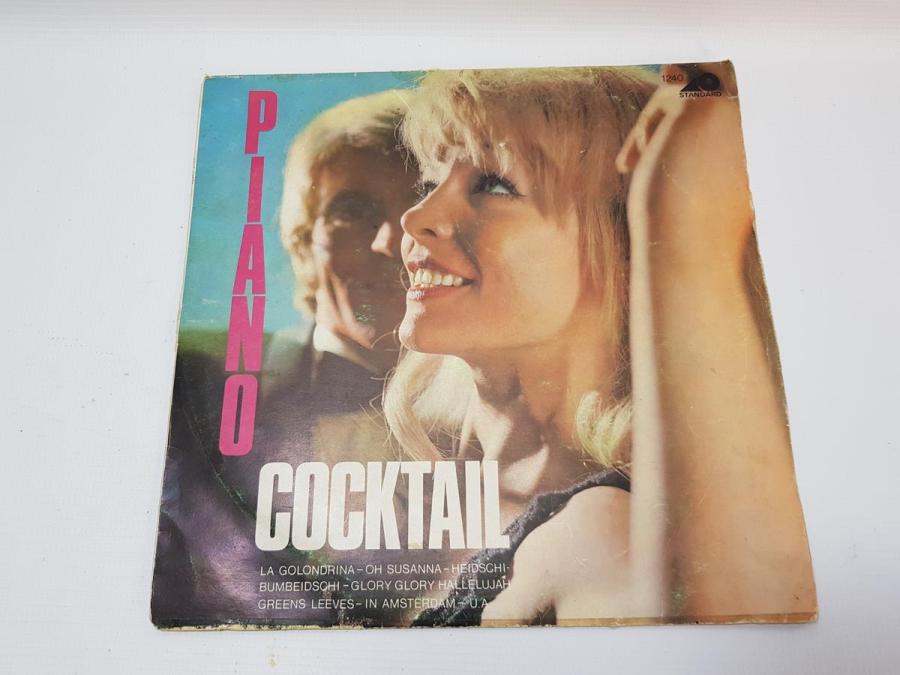 1240
STANDARD
PIANO
COCKTAIL
LA GOLONDRINA – OH SUSANNA – HEIDSCHI-
BUMBEIDSCHI – GLORY GLORY HALLELUJAH
GREENS LEEVES – IN AMSTERDAM – U.A.